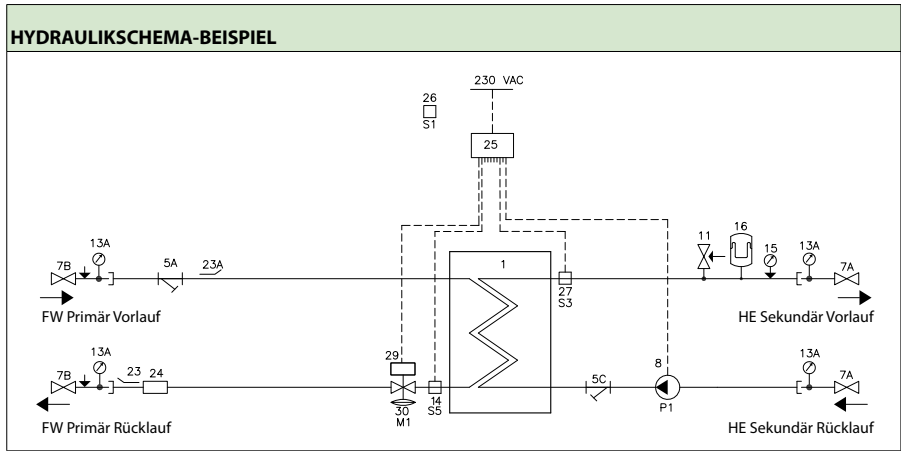 HYDRAULIKSCHEMA-BEISPIEL
230 VAC
26
S1
25
13A
7B
5A
23A
1
27
S3
11
16
15
13A
7A
FW Primär Vorlauf
HE Sekundär Vorlauf
13A
7B
23
24
29
30
M1
14
S5
5C
8
P1
13A
7A
FW Primär Rücklauf
HE Sekundär Rücklauf